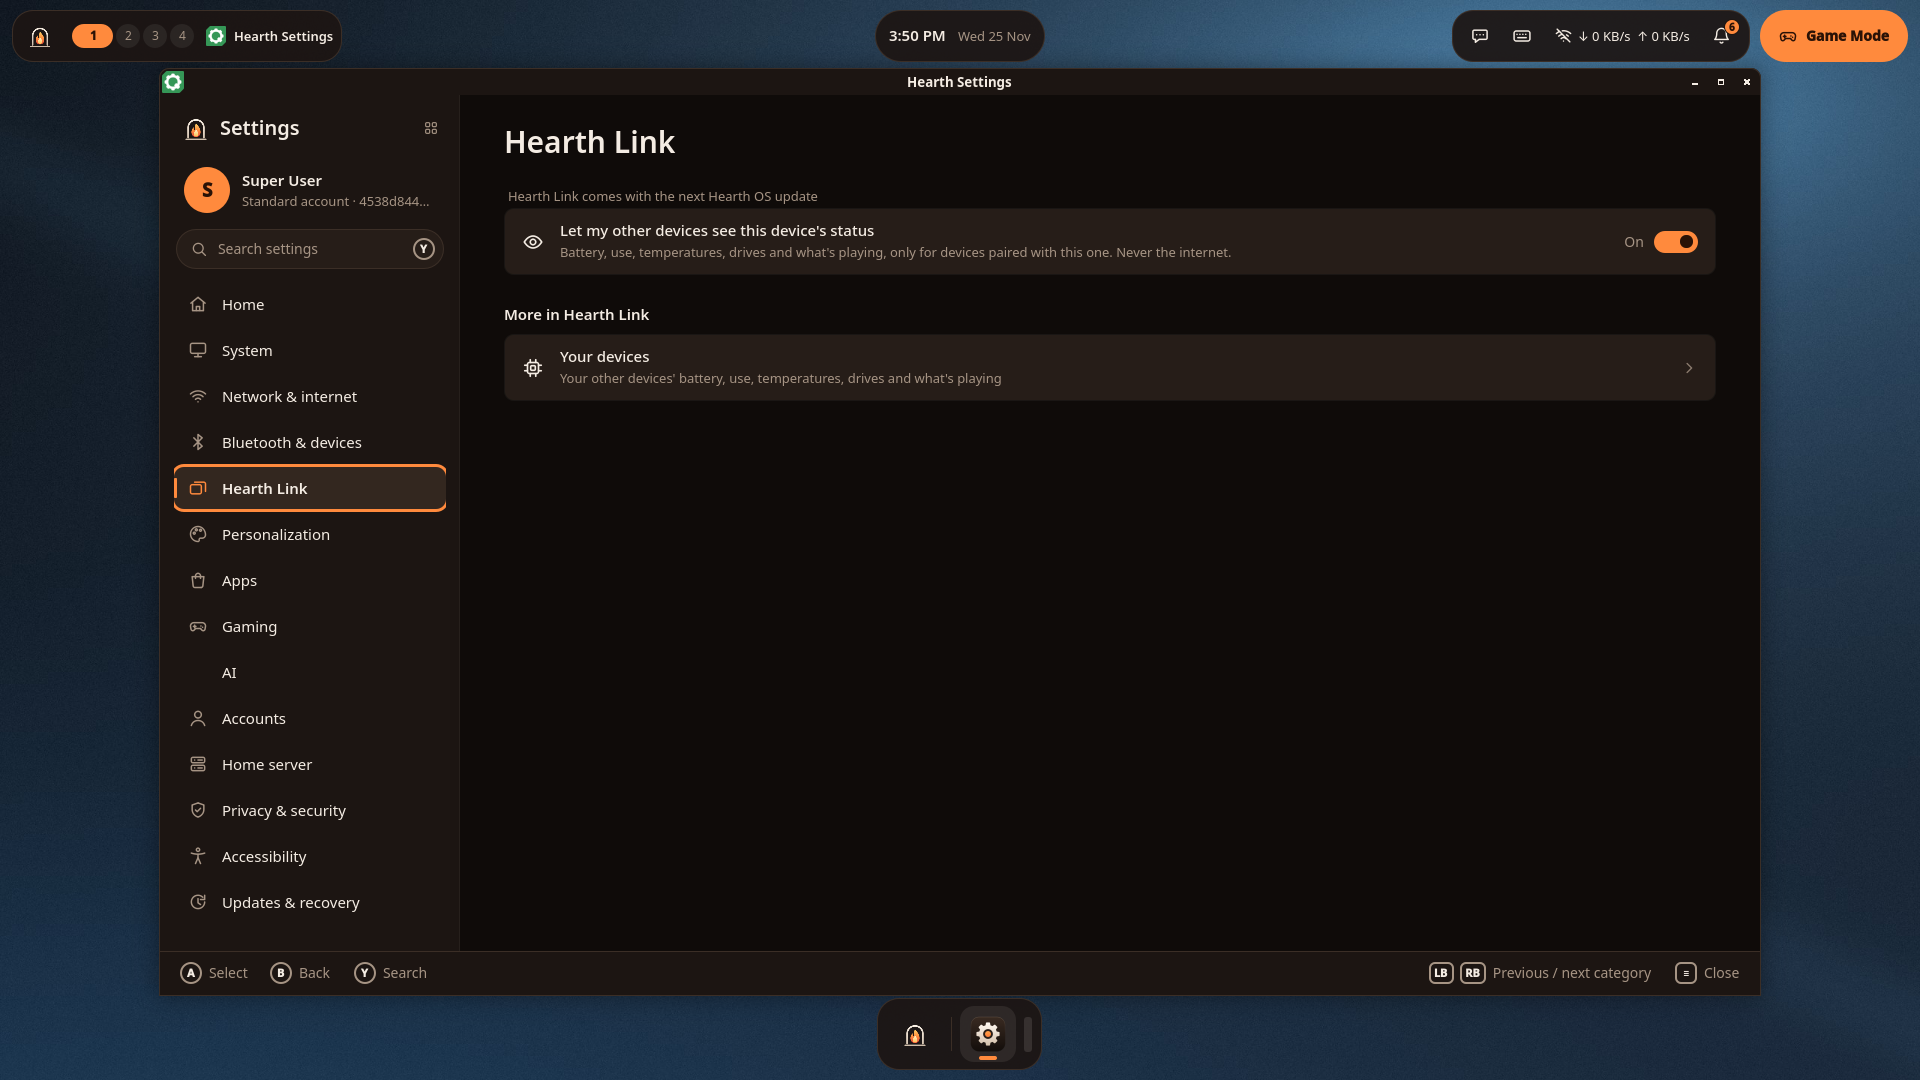 1 2 3 4 Hearth Settings
3:50 PM Wed 25 Nov
↓ 0 KB/s ↑ 0 KB/s 6 Game Mode
Hearth Settings
Settings
S
Super User
Standard account · 4538d844...
Search settings Y
Home
System
Network & internet
Bluetooth & devices
Hearth Link
Personalization
Apps
Gaming
AI
Accounts
Home server
Privacy & security
Accessibility
Updates & recovery
Hearth Link
Hearth Link comes with the next Hearth OS update
Let my other devices see this device's status
Battery, use, temperatures, drives and what's playing, only for devices paired with this one. Never the internet.
On
More in Hearth Link
Your devices
Your other devices' battery, use, temperatures, drives and what's playing
A Select B Back Y Search
LB RB Previous / next category ≡ Close